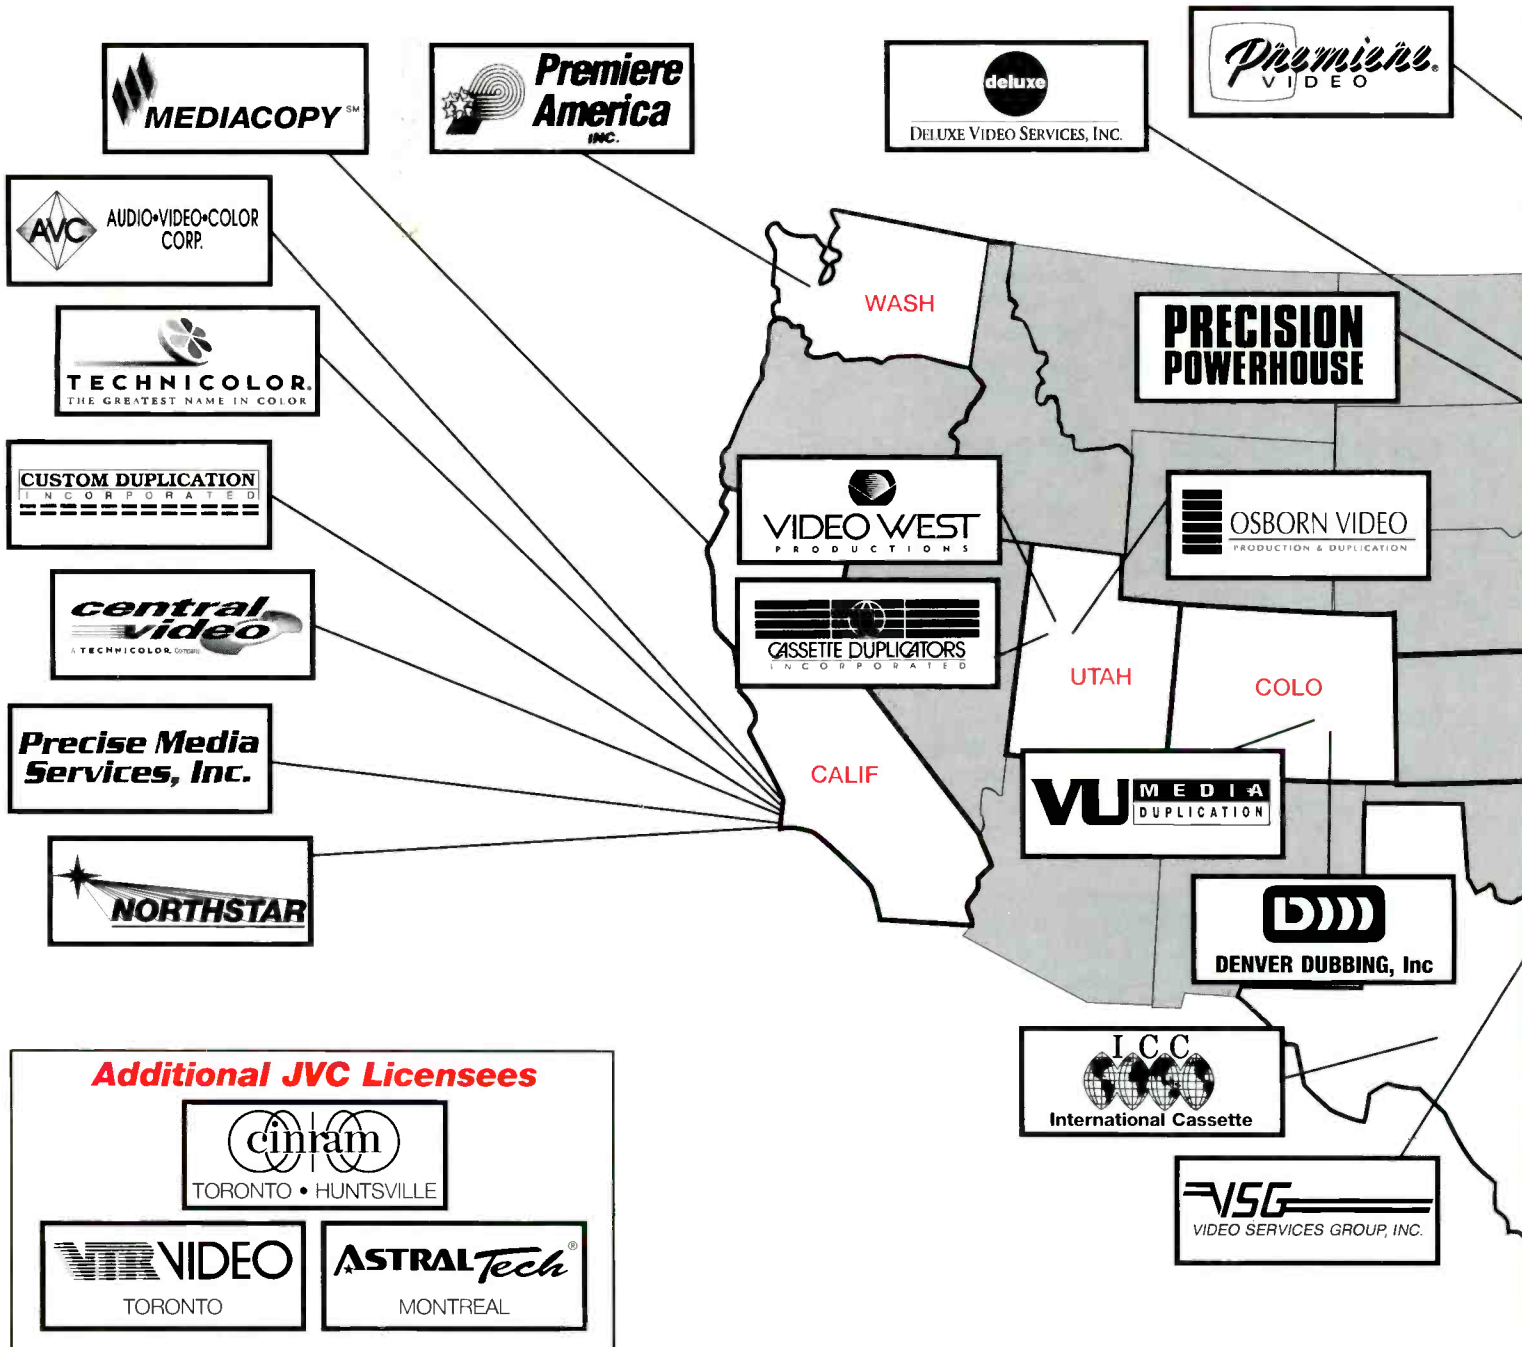 MEDIACOPY SM
Premiere
America
INC.
deluxe
DELUXE VIDEO SERVICES, INC.
Premiere®
VIDEO
AVC
AUDIO•VIDEO•COLOR
CORP.
WASH
PRECISION
POWERHOUSE
TECHNICOLOR®
THE GREATEST NAME IN COLOR
CUSTOM DUPLICATION
INCORPORATED
VIDEO WEST
PRODUCTIONS
OSBORN VIDEO
PRODUCTION & DUPLICATION
central
video
A TECHNICOLOR Company
CASSETTE DUPLICATORS
INCORPORATED
UTAH
COLO
Precise Media
Services, Inc.
CALIF
VU MEDIA
DUPLICATION
NORTHSTAR
D
DENVER DUBBING, Inc
ICC
International Cassette
Additional JVC Licensees
cinram
TORONTO • HUNTSVILLE
VSG
VIDEO SERVICES GROUP, INC.
VTR VIDEO
TORONTO
ASTRAL Tech®
MONTREAL